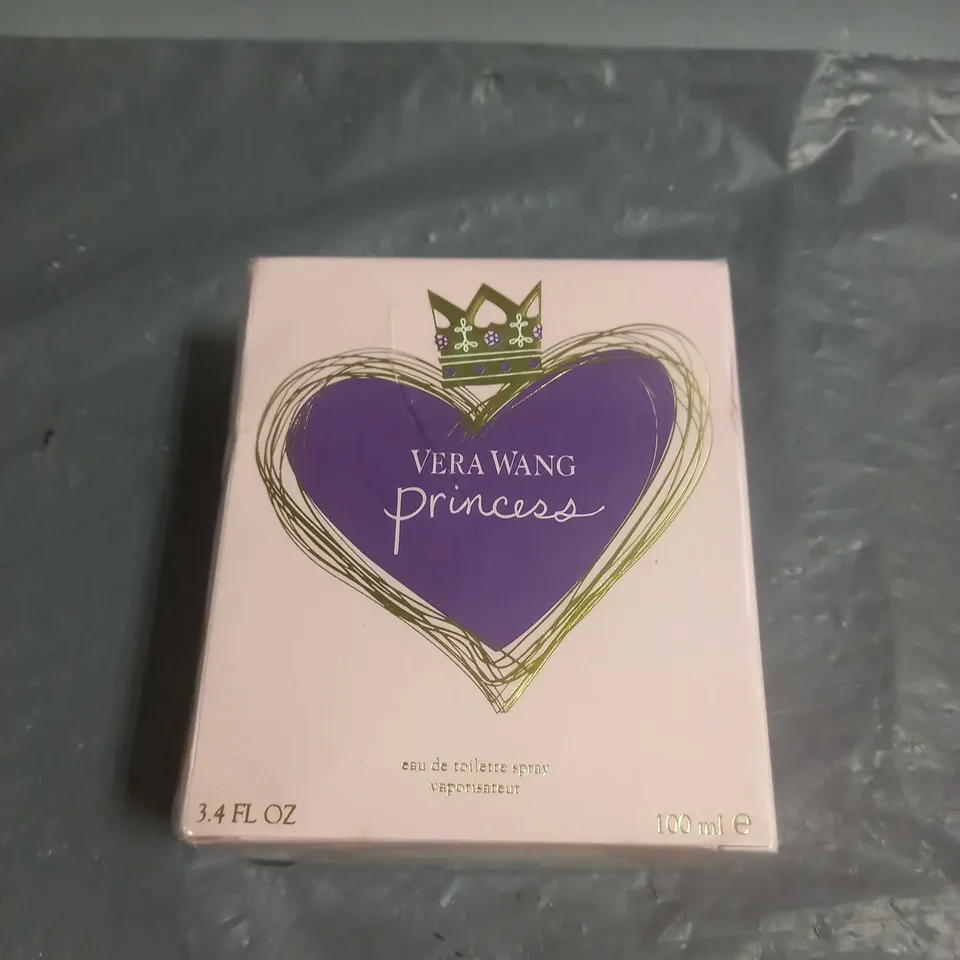 VERA WANG
princess
eau de toilette spray
vaporisateur
3.4 FL OZ
100 ml e